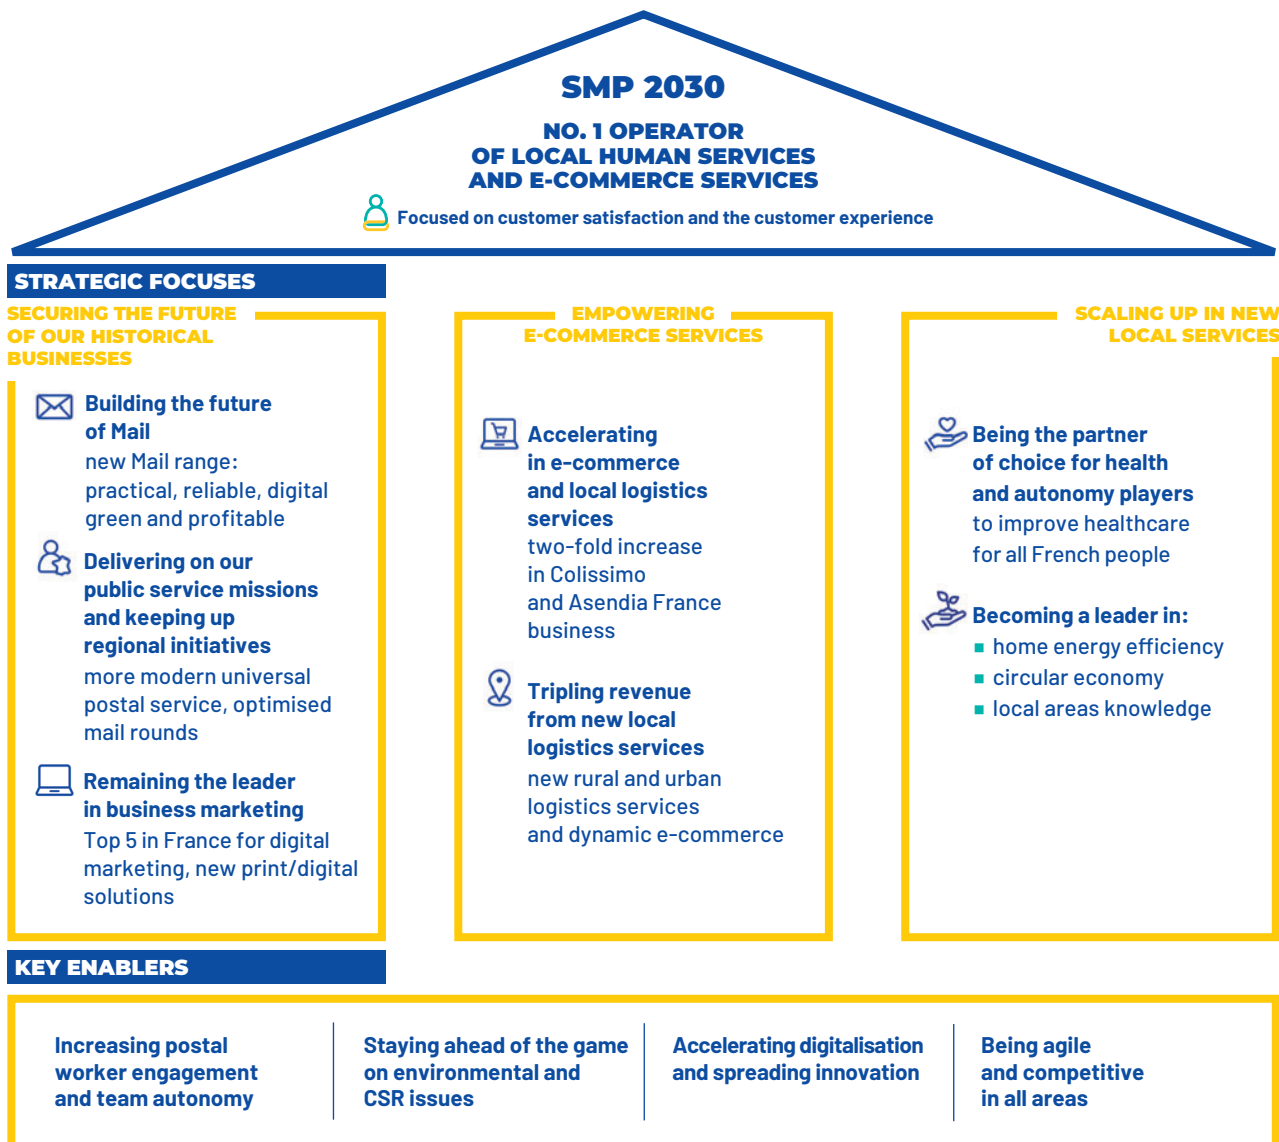 SMP 2030
NO. 1 OPERATOR
OF LOCAL HUMAN SERVICES
AND E-COMMERCE SERVICES
Focused on customer satisfaction and the customer experience
STRATEGIC FOCUSES
SECURING THE FUTURE
OF OUR HISTORICAL
BUSINESSES
Building the future
of Mail
new Mail range:
practical, reliable, digital
green and profitable
Delivering on our
public service missions
and keeping up
regional initiatives
more modern universal
postal service, optimised
mail rounds
Remaining the leader
in business marketing
Top 5 in France for digital
marketing, new print/digital
solutions
EMPOWERING
E-COMMERCE SERVICES
Accelerating
in e-commerce
and local logistics
services
two-fold increase
in Colissimo
and Asendia France
business
Tripling revenue
from new local
logistics services
new rural and urban
logistics services
and dynamic e-commerce
SCALING UP IN NEW
LOCAL SERVICES
Being the partner
of choice for health
and autonomy players
to improve healthcare
for all French people
Becoming a leader in:
■ home energy efficiency
■ circular economy
■ local areas knowledge
KEY ENABLERS
Increasing postal
worker engagement
and team autonomy
Staying ahead of the game
on environmental and
CSR issues
Accelerating digitalisation
and spreading innovation
Being agile
and competitive
in all areas